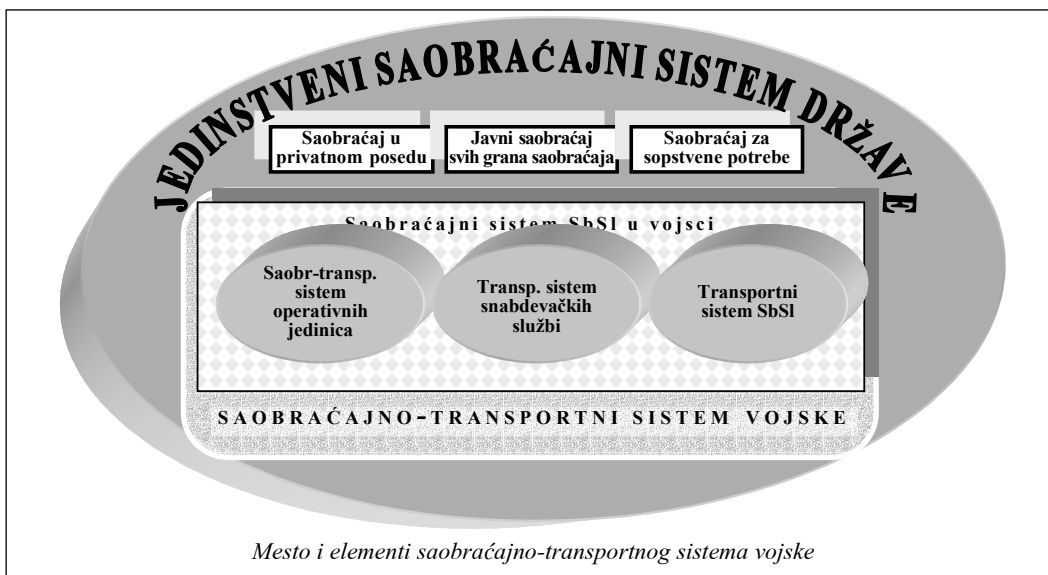 JEDINSTVENI SAOBRAĆAJNI SISTEM DRŽAVE
Saobraćaj u
privatnom posedu
Javni saobraćaj
svih grana saobraćaja
Saobraćaj za
sopstvene potrebe
Saobraćajni sistem SbSl u vojsci
Saobr-transp.
sistem
operativnih
jedinica
Transp. sistem
snabdevačkih
službi
Transportni
sistem SbSl
SAOBRAĆAJNO-TRANSPORTNI SISTEM VOJSKE
Mesto i elementi saobraćajno-transportnog sistema vojske